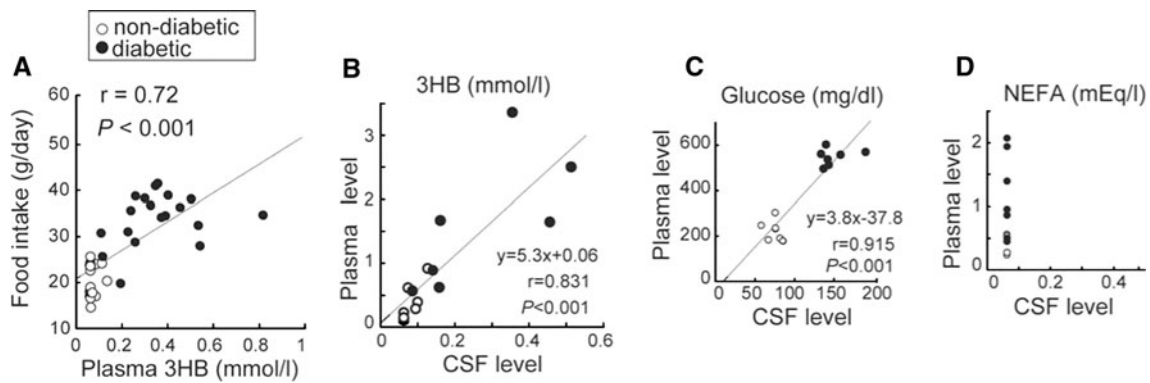 non-diabetic
diabetic
A
r = 0.72
P < 0.001
Food intake (g/day)
60
50
40
30
20
10
0
0.2
0.4
0.6
0.8
1
Plasma 3HB (mmol/l)
B
3HB (mmol/l)
Plasma level
3
2
1
0
y=5.3x+0.06
r=0.831
P<0.001
0
0.2
0.4
0.6
CSF level
C
Glucose (mg/dl)
Plasma level
600
400
200
0
y=3.8x-37.8
r=0.915
P<0.001
0
50
100
150
200
CSF level
D
NEFA (mEq/l)
Plasma level
2
1
0
0
0.2
0.4
CSF level